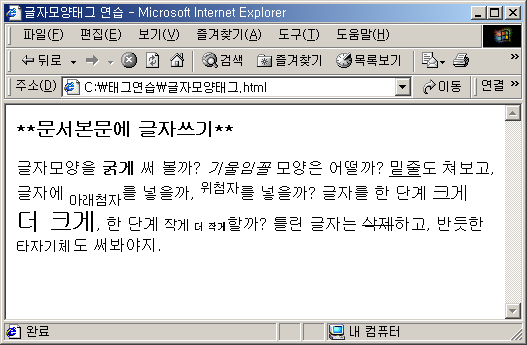 글자모양태그 연습 - Microsoft Internet Explorer
파일(F) 편집(E) 보기(V) 즐겨찾기(A) 도구(T) 도움말(H)
뒤로 검색 즐겨찾기 목록보기 »
주소(D) C:₩태그연습₩글자모양태그.html 이동 연결 »
**문서본문에 글자쓰기**
글자모양을 굵게 써 볼까? 기울임꼴 모양은 어떨까? 밑줄도 쳐보고,
글자에 아래첨자를 넣을까, 위첨자를 넣을까? 글자를 한 단계 크게
더 크게, 한 단계 작게 더 작게할까? 틀린 글자는 삭제하고, 반듯한
타자기체도 써봐야지.
완료 내 컴퓨터